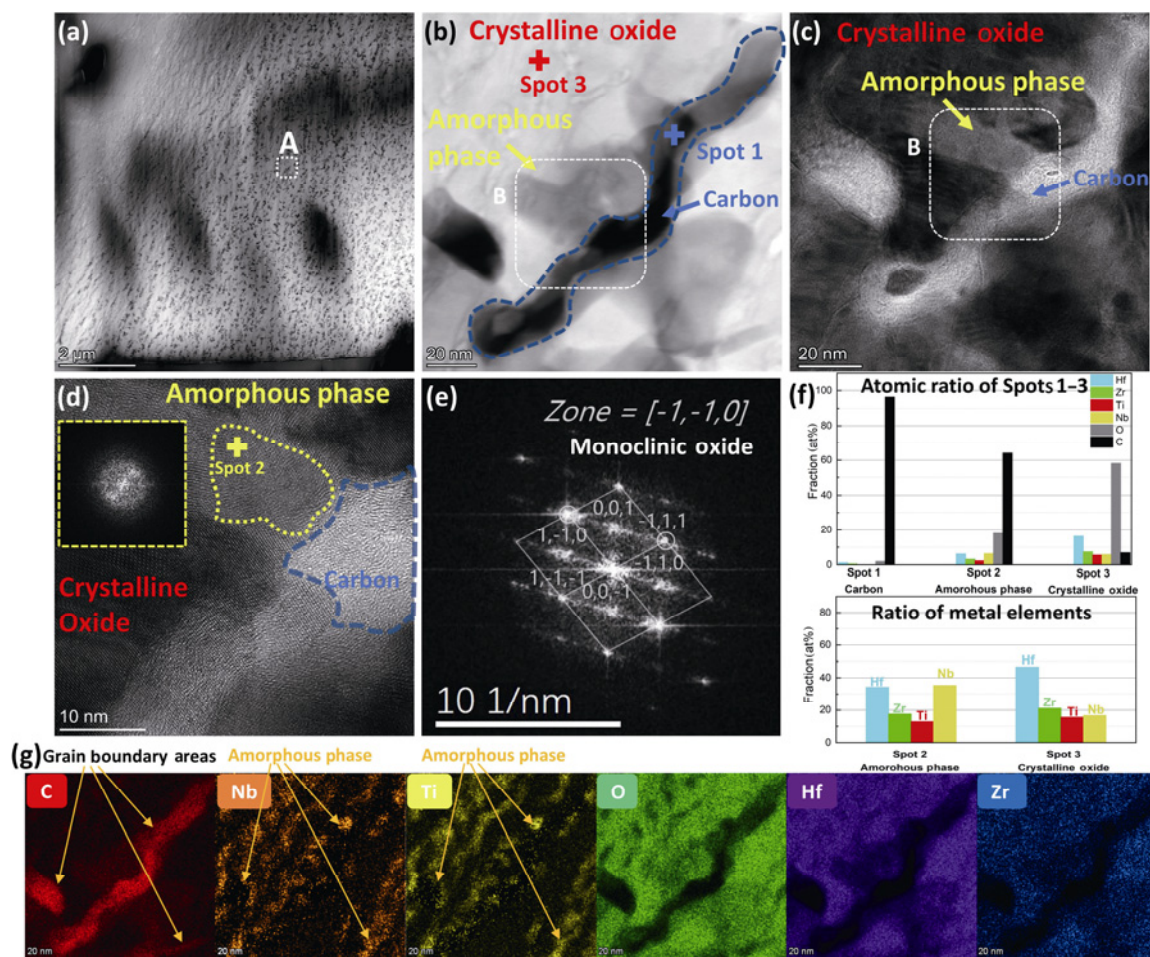 (a)
A
2 μm
(b)
Crystalline oxide
Spot 3
Amorphous
phase
B
Spot 1
Carbon
20 nm
(c)
Crystalline oxide
Amorphous phase
B
Carbon
20 nm
(d)
Amorphous phase
Spot 2
Crystalline
Oxide
Carbon
10 nm
(e)
Zone = [-1,-1,0]
Monoclinic oxide
0,0,1
-1,1,1
1,-1,0
-1,1,0
1,-1,-1
0,0,-1
10 1/nm
(f)
Atomic ratio of Spots 1–3
Hf
Zr
Ti
Nb
O
C
Fraction (at%)
100
80
60
40
20
0
Spot 1
Carbon
Spot 2
Amorohous phase
Spot 3
Crystalline oxide
Ratio of metal elements
Fraction(at%)
80
60
40
20
0
Hf
Zr
Ti
Nb
Hf
Zr
Ti
Nb
Spot 2
Amorohous phase
Spot 3
Crystalline oxide
(g)
Grain boundary areas
Amorphous phase
Amorphous phase
C
Nb
Ti
O
Hf
Zr
20 nm
20 nm
20 nm
20 nm
20 nm
20 nm